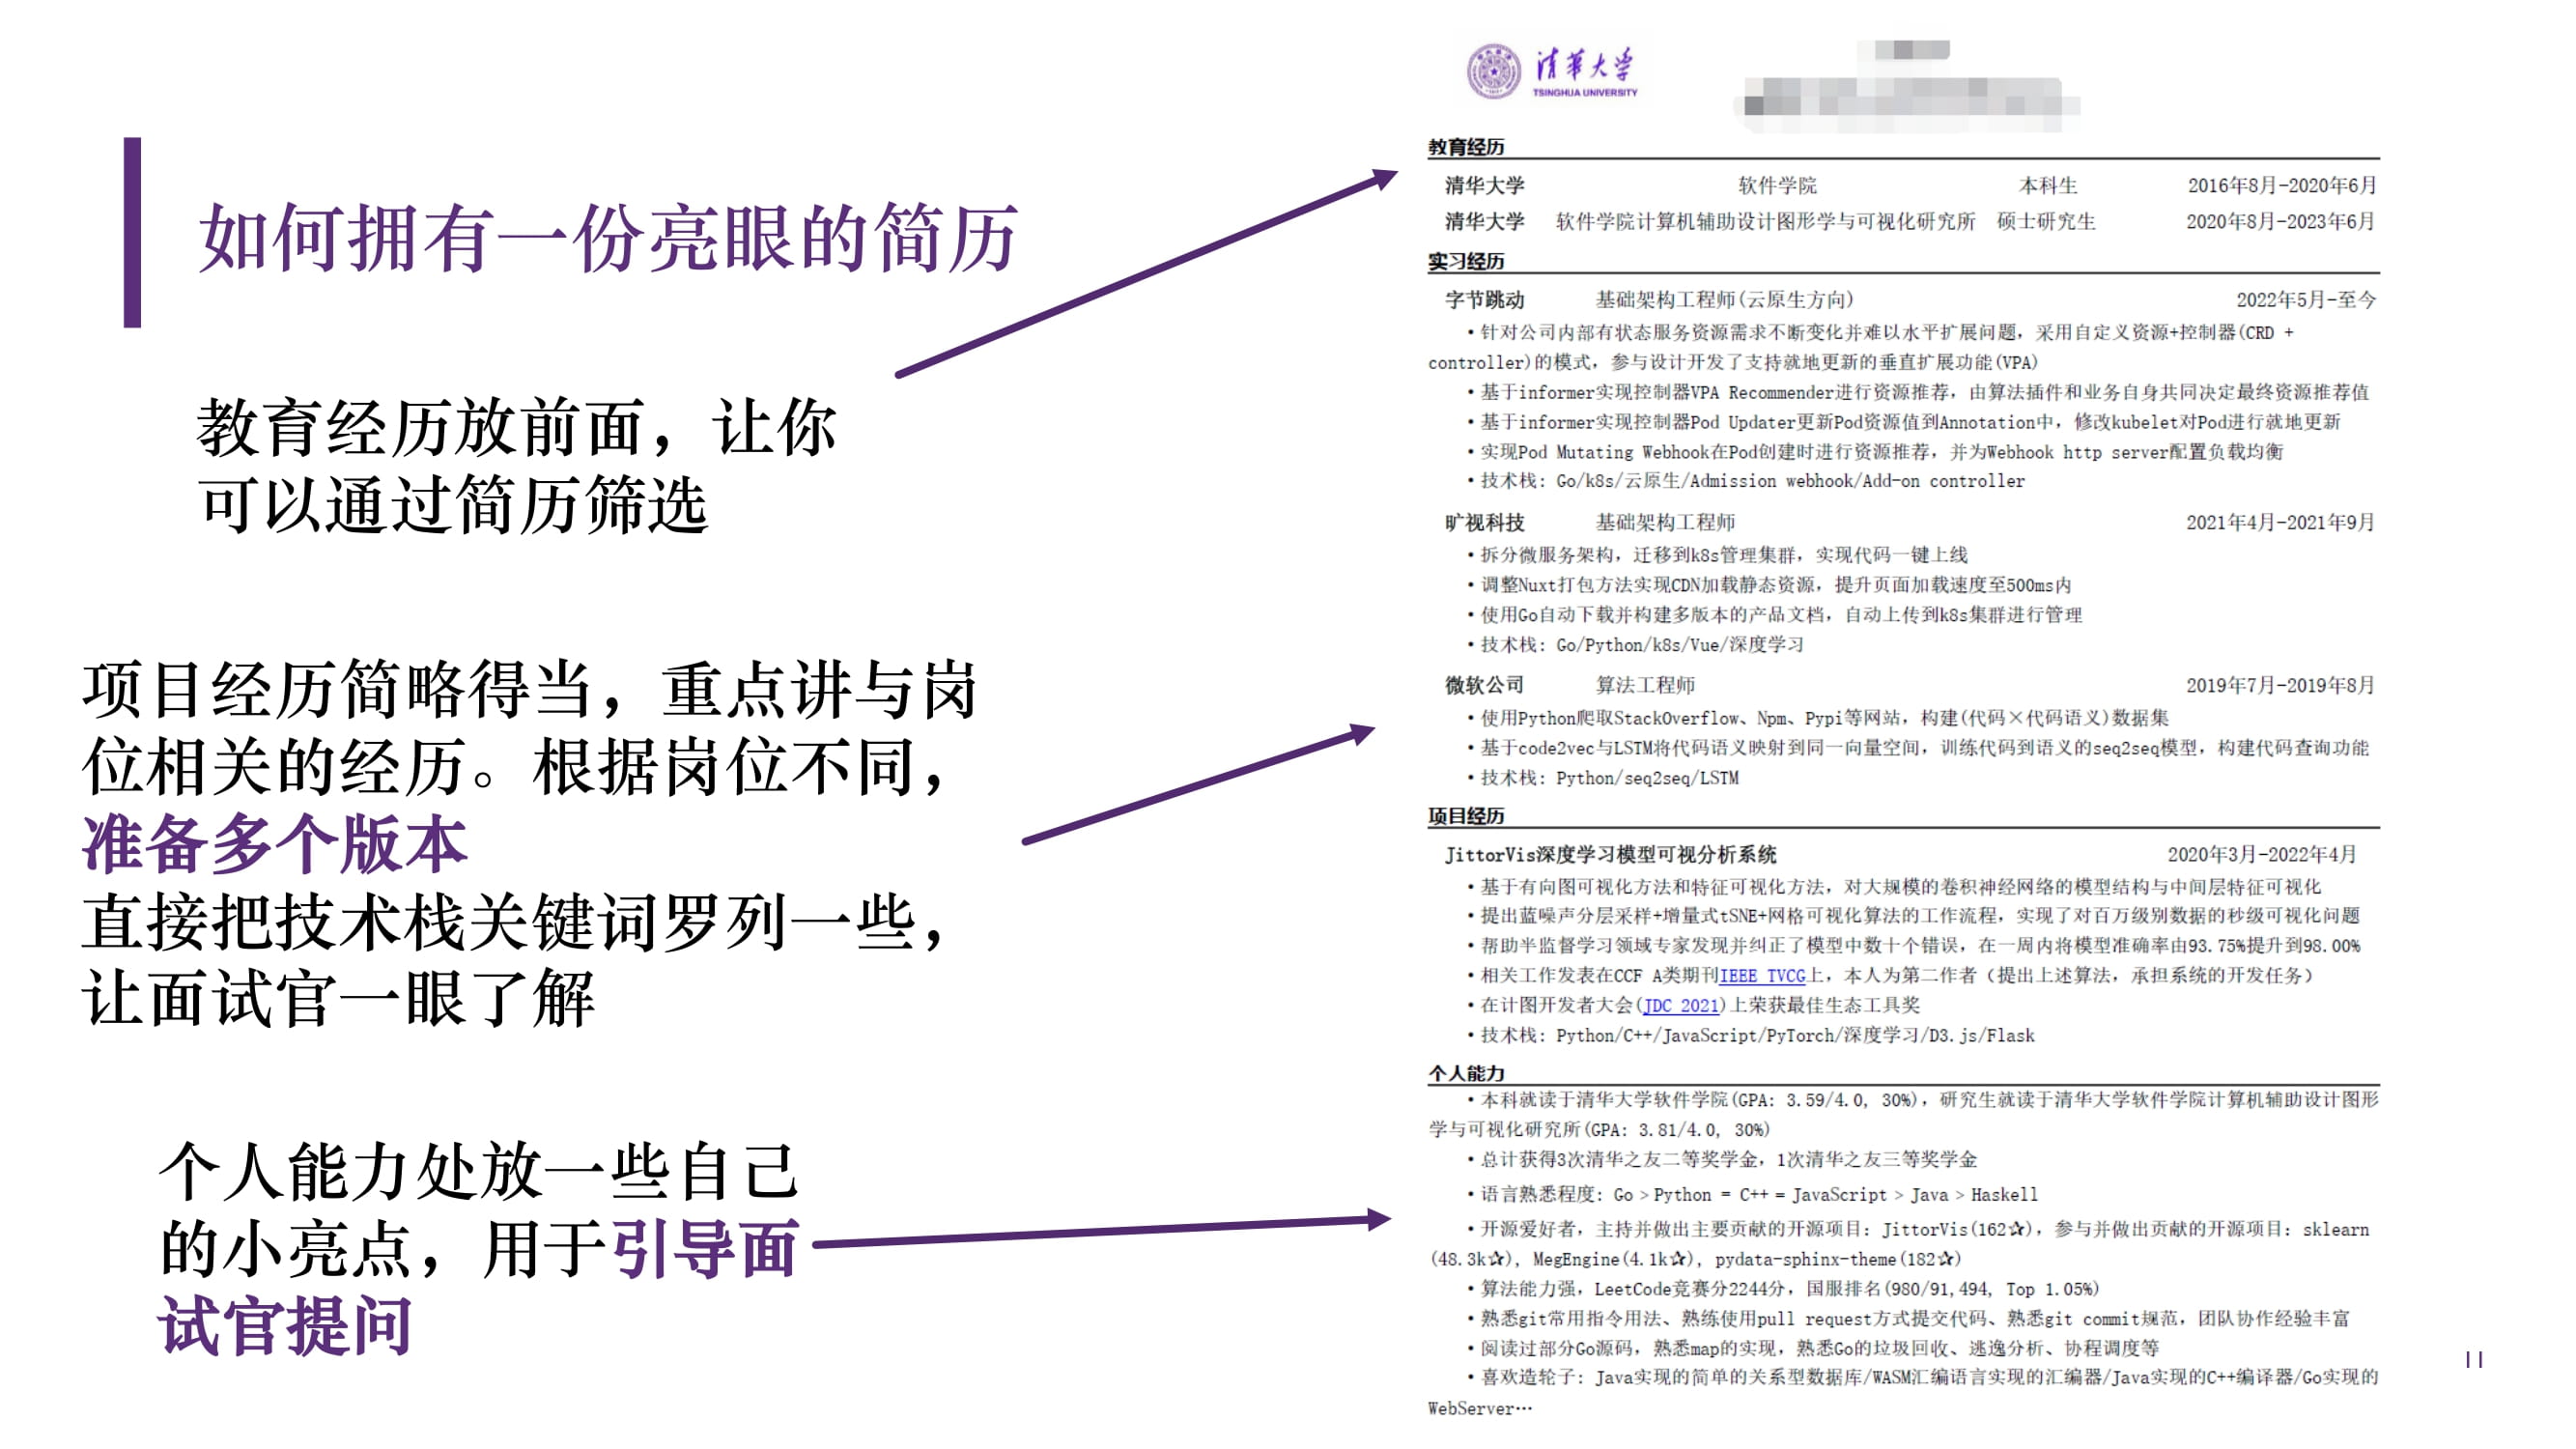 如何拥有一份亮眼的简历
教育经历放前面，让你
可以通过简历筛选
项目经历简略得当，重点讲与岗
位相关的经历。根据岗位不同，
准备多个版本
直接把技术栈关键词罗列一些，
让面试官一眼了解
个人能力处放一些自己
的小亮点，用于引导面
试官提问
清华大学
TSINGHUA UNIVERSITY
教育经历
清华大学 软件学院 本科生 2016年8月-2020年6月
清华大学 软件学院计算机辅助设计图形学与可视化研究所 硕士研究生 2020年8月-2023年6月
实习经历
字节跳动 基础架构工程师(云原生方向) 2022年5月-至今
• 针对公司内部有状态服务资源需求不断变化并难以水平扩展问题，采用自定义资源+控制器(CRD +
controller)的模式，参与设计开发了支持就地更新的垂直扩展功能(VPA)
• 基于informer实现控制器VPA Recommender进行资源推荐，由算法插件和业务自身共同决定最终资源推荐值
• 基于informer实现控制器Pod Updater更新Pod资源值到Annotation中，修改kubelet对Pod进行就地更新
• 实现Pod Mutating Webhook在Pod创建时进行资源推荐，并为Webhook http server配置负载均衡
• 技术栈: Go/k8s/云原生/Admission webhook/Add-on controller
旷视科技 基础架构工程师 2021年4月-2021年9月
• 拆分微服务架构，迁移到k8s管理集群，实现代码一键上线
• 调整Nuxt打包方法实现CDN加载静态资源，提升页面加载速度至500ms内
• 使用Go自动下载并构建多版本的产品文档，自动上传到k8s集群进行管理
• 技术栈: Go/Python/k8s/Vue/深度学习
微软公司 算法工程师 2019年7月-2019年8月
• 使用Python爬取StackOverflow、Npm、Pypi等网站，构建(代码×代码语义)数据集
• 基于code2vec与LSTM将代码语义映射到同一向量空间，训练代码到语义的seq2seq模型，构建代码查询功能
• 技术栈: Python/seq2seq/LSTM
项目经历
JittorVis深度学习模型可视分析系统 2020年3月-2022年4月
• 基于有向图可视化方法和特征可视化方法，对大规模的卷积神经网络的模型结构与中间层特征可视化
• 提出蓝噪声分层采样+增量式tSNE+网格可视化算法的工作流程，实现了对百万级别数据的秒级可视化问题
• 帮助半监督学习领域专家发现并纠正了模型中数十个错误，在一周内将模型准确率由93.75%提升到98.00%
• 相关工作发表在CCF A类期刊IEEE TVCG上，本人为第二作者（提出上述算法，承担系统的开发任务）
• 在计图开发者大会(JDC 2021)上荣获最佳生态工具奖
• 技术栈: Python/C++/JavaScript/PyTorch/深度学习/D3.js/Flask
个人能力
• 本科就读于清华大学软件学院(GPA: 3.59/4.0, 30%)，研究生就读于清华大学软件学院计算机辅助设计图形
学与可视化研究所(GPA: 3.81/4.0, 30%)
• 总计获得3次清华之友二等奖学金，1次清华之友三等奖学金
• 语言熟悉程度: Go > Python = C++ = JavaScript > Java > Haskell
• 开源爱好者，主持并做出主要贡献的开源项目: JittorVis(162✰)，参与并做出贡献的开源项目: sklearn
(48.3k✰), MegEngine(4.1k✰), pydata-sphinx-theme(182✰)
• 算法能力强，LeetCode竞赛分2244分，国服排名(980/91,494, Top 1.05%)
• 熟悉git常用指令用法、熟练使用pull request方式提交代码、熟悉git commit规范，团队协作经验丰富
• 阅读过部分Go源码，熟悉map的实现，熟悉Go的垃圾回收、逃逸分析、协程调度等
• 喜欢造轮子: Java实现的简单的关系型数据库/WASM汇编语言实现的汇编器/Java实现的C++编译器/Go实现的
WebServer…
11